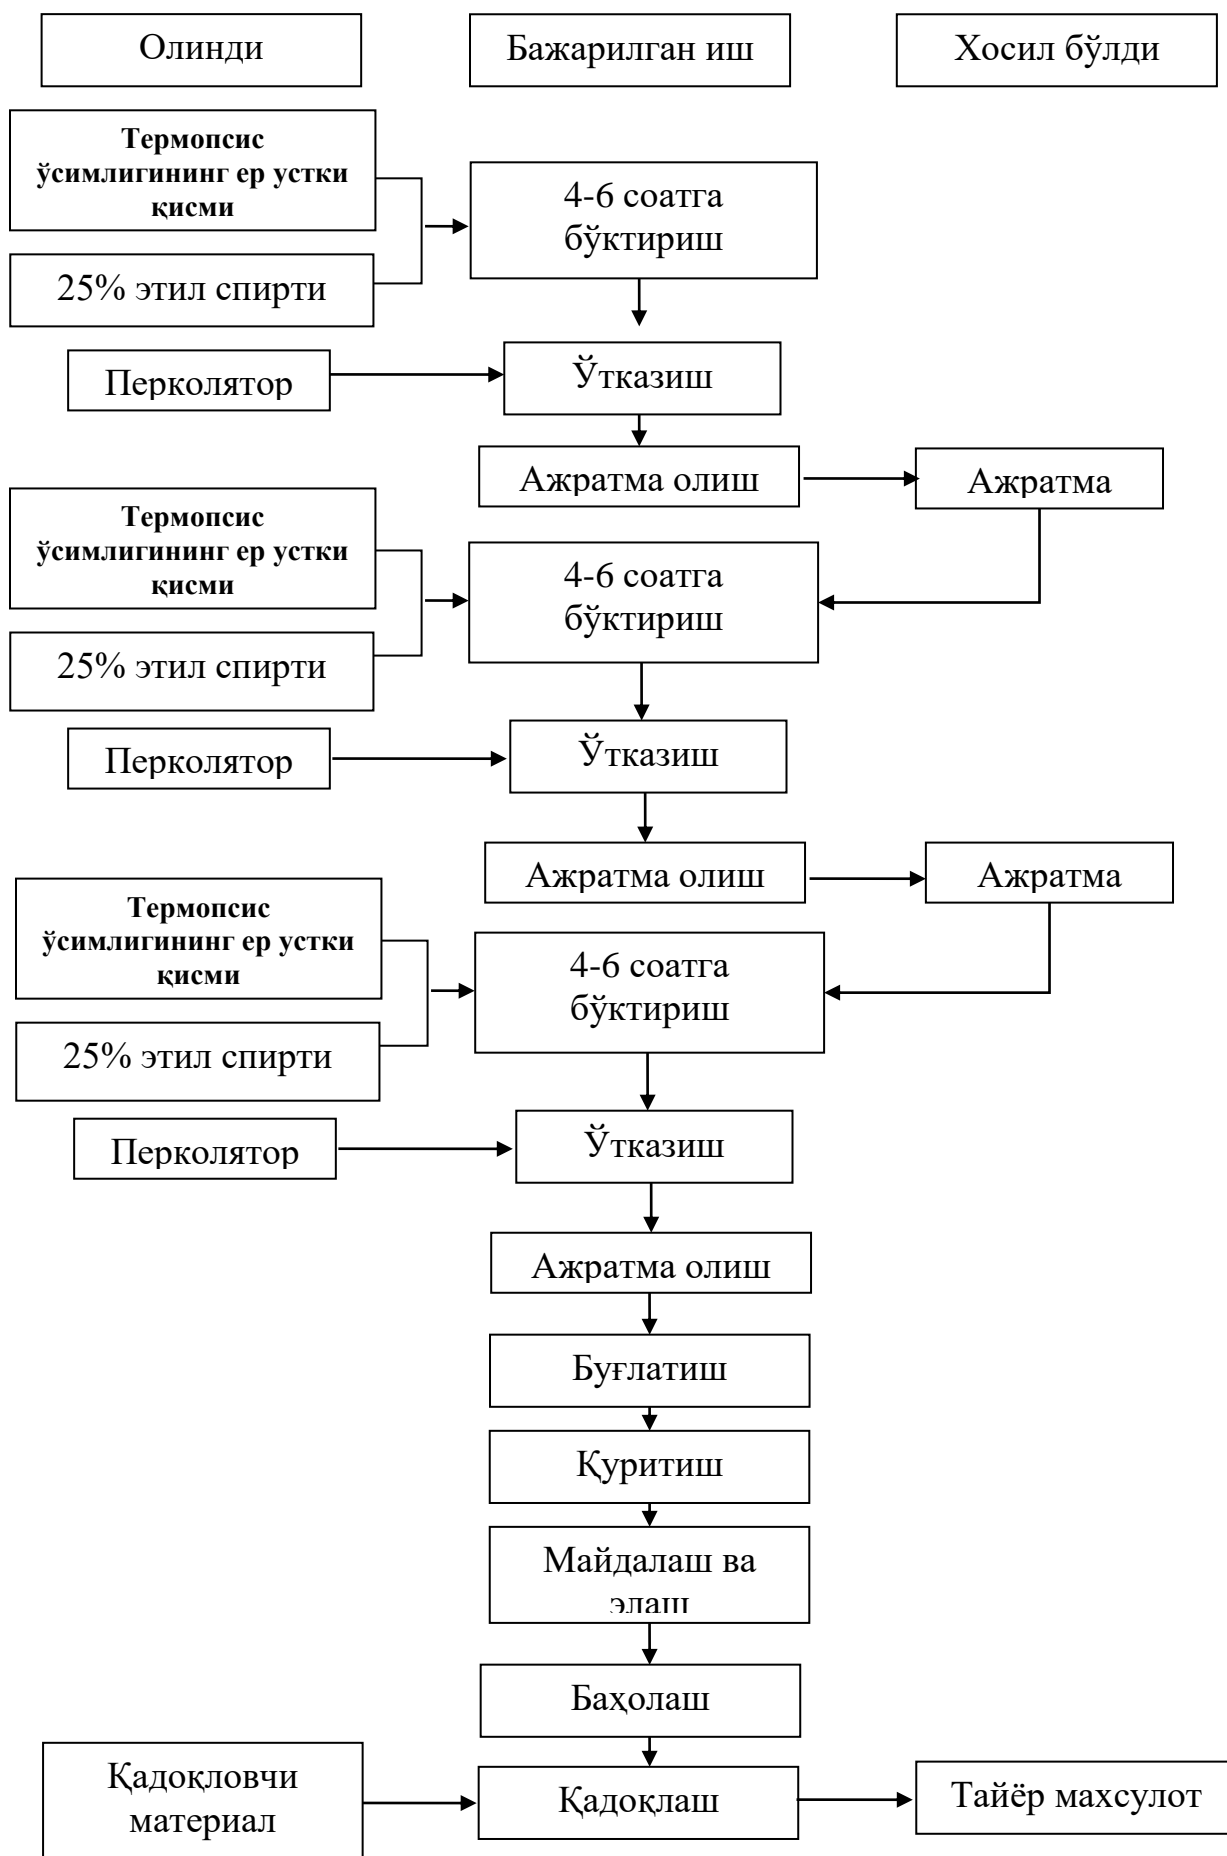 Олинди
Бажарилган иш
Хосил бўлди
Термопсис
ўсимлигининг ер устки
қисми
4-6 соатга
бўктириш
25% этил спирти
Перколятор
Ўтказиш
Ажратма олиш
Ажратма
Термопсис
ўсимлигининг ер устки
қисми
4-6 соатга
бўктириш
25% этил спирти
Перколятор
Ўтказиш
Ажратма олиш
Ажратма
Термопсис
ўсимлигининг ер устки
қисми
4-6 соатга
бўктириш
25% этил спирти
Перколятор
Ўтказиш
Ажратма олиш
Буғлатиш
Қуритиш
Майдалаш ва
элаш
Баҳолаш
Қадоқловчи
материал
Қадоқлаш
Тайёр махсулот